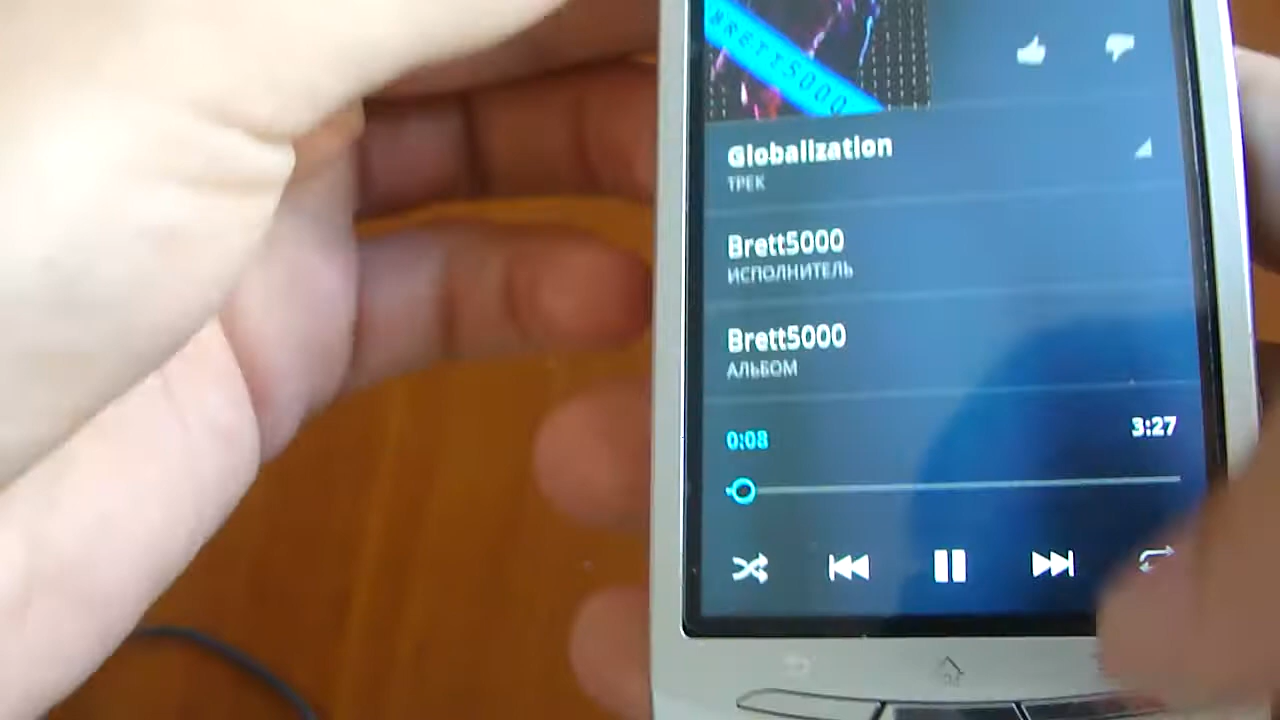 BRETT5000
Globalization
ТРЕК
Brett5000
ИСПОЛНИТЕЛЬ
Brett5000
АЛЬБОМ
0:08 3:27